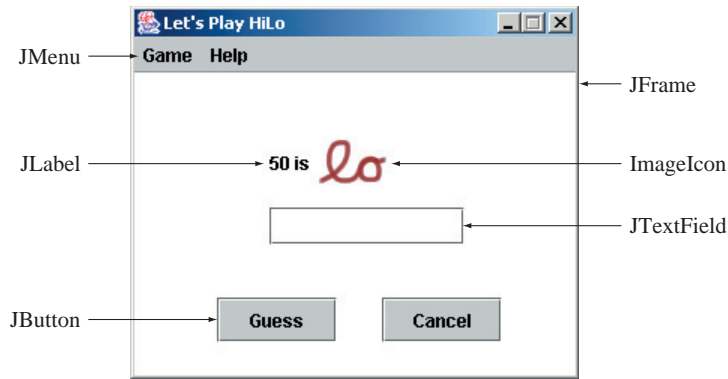 Let's Play HiLo
JMenu Game Help
JFrame
JLabel 50 is lo ImageIcon
JTextField
JButton Guess Cancel